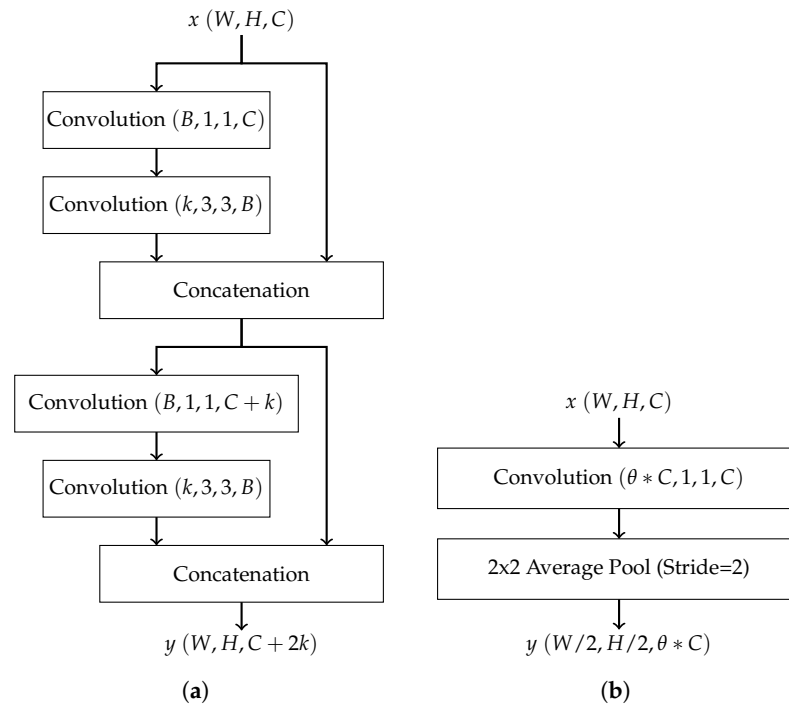 x (W, H, C)
Convolution (B, 1, 1, C)
Convolution (k, 3, 3, B)
Concatenation
Convolution (B, 1, 1, C + k)
Convolution (k, 3, 3, B)
Concatenation
y (W, H, C + 2k)
(a)
x (W, H, C)
Convolution (θ ∗ C, 1, 1, C)
2x2 Average Pool (Stride=2)
y (W/2, H/2, θ ∗ C)
(b)